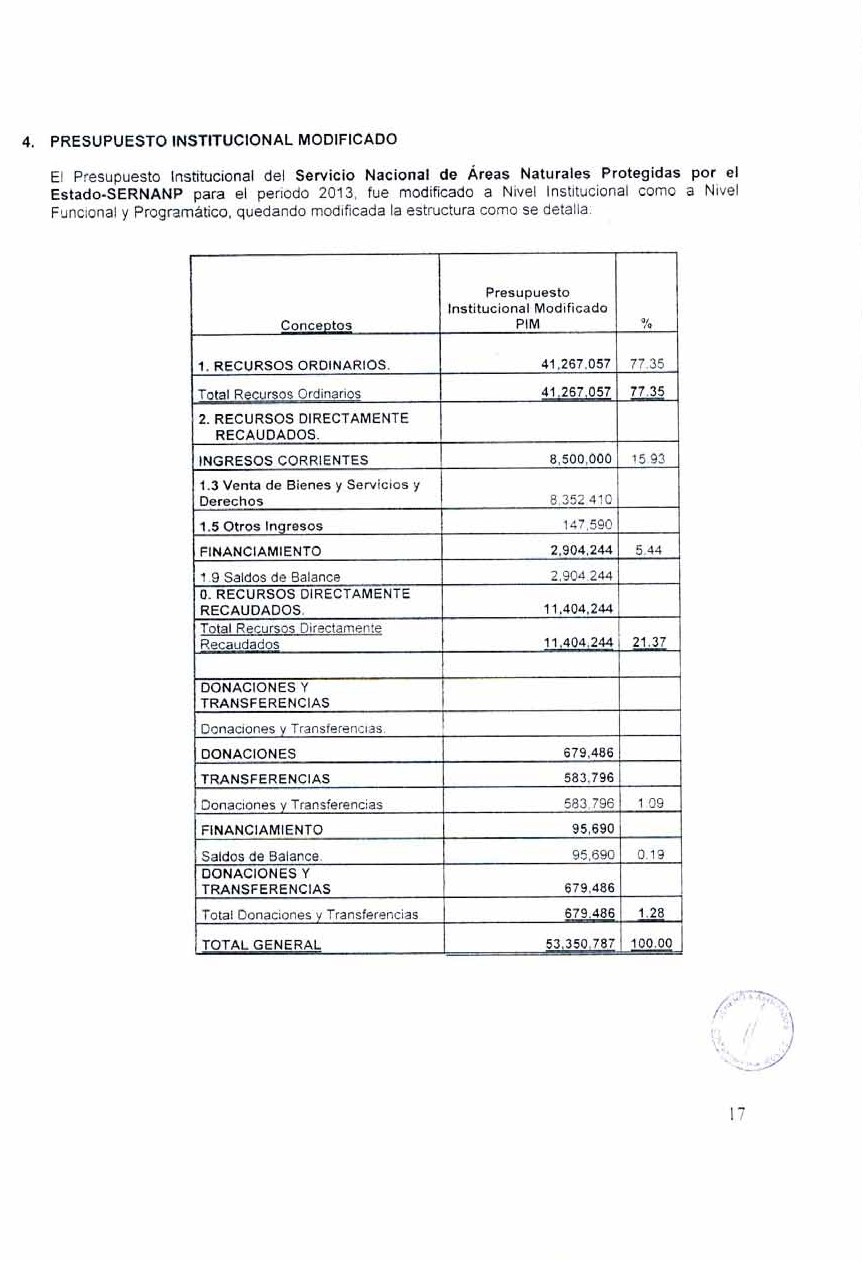 4. PRESUPUESTO INSTITUCIONAL MODIFICADO
El Presupuesto Institucional del Servicio Nacional de Áreas Naturales Protegidas por el
Estado-SERNANP para el periodo 2013, fue modificado a Nivel Institucional como a Nivel
Funcional y Programático, quedando modificada la estructura como se detalla:
Presupuesto
Institucional Modificado
Conceptos PIM %
1. RECURSOS ORDINARIOS. 41,267,057 77.35
Total Recursos Ordinarios 41,267,057 77.35
2. RECURSOS DIRECTAMENTE
RECAUDADOS.
INGRESOS CORRIENTES 8,500,000 15.93
1.3 Venta de Bienes y Servicios y
Derechos 8,352,410
1.5 Otros Ingresos 147,590
FINANCIAMIENTO 2,904,244 5.44
1.9 Saldos de Balance 2,904,244
0. RECURSOS DIRECTAMENTE
RECAUDADOS. 11,404,244
Total Recursos Directamente
Recaudados 11,404,244 21.37
DONACIONES Y
TRANSFERENCIAS
Donaciones y Transferencias.
DONACIONES 679,486
TRANSFERENCIAS 583,796
Donaciones y Transferencias 583,796 1.09
FINANCIAMIENTO 95,690
Saldos de Balance. 95,690 0.19
DONACIONES Y
TRANSFERENCIAS 679,486
Total Donaciones y Transferencias 679,486 1.28
TOTAL GENERAL 53,350,787 100.00
17